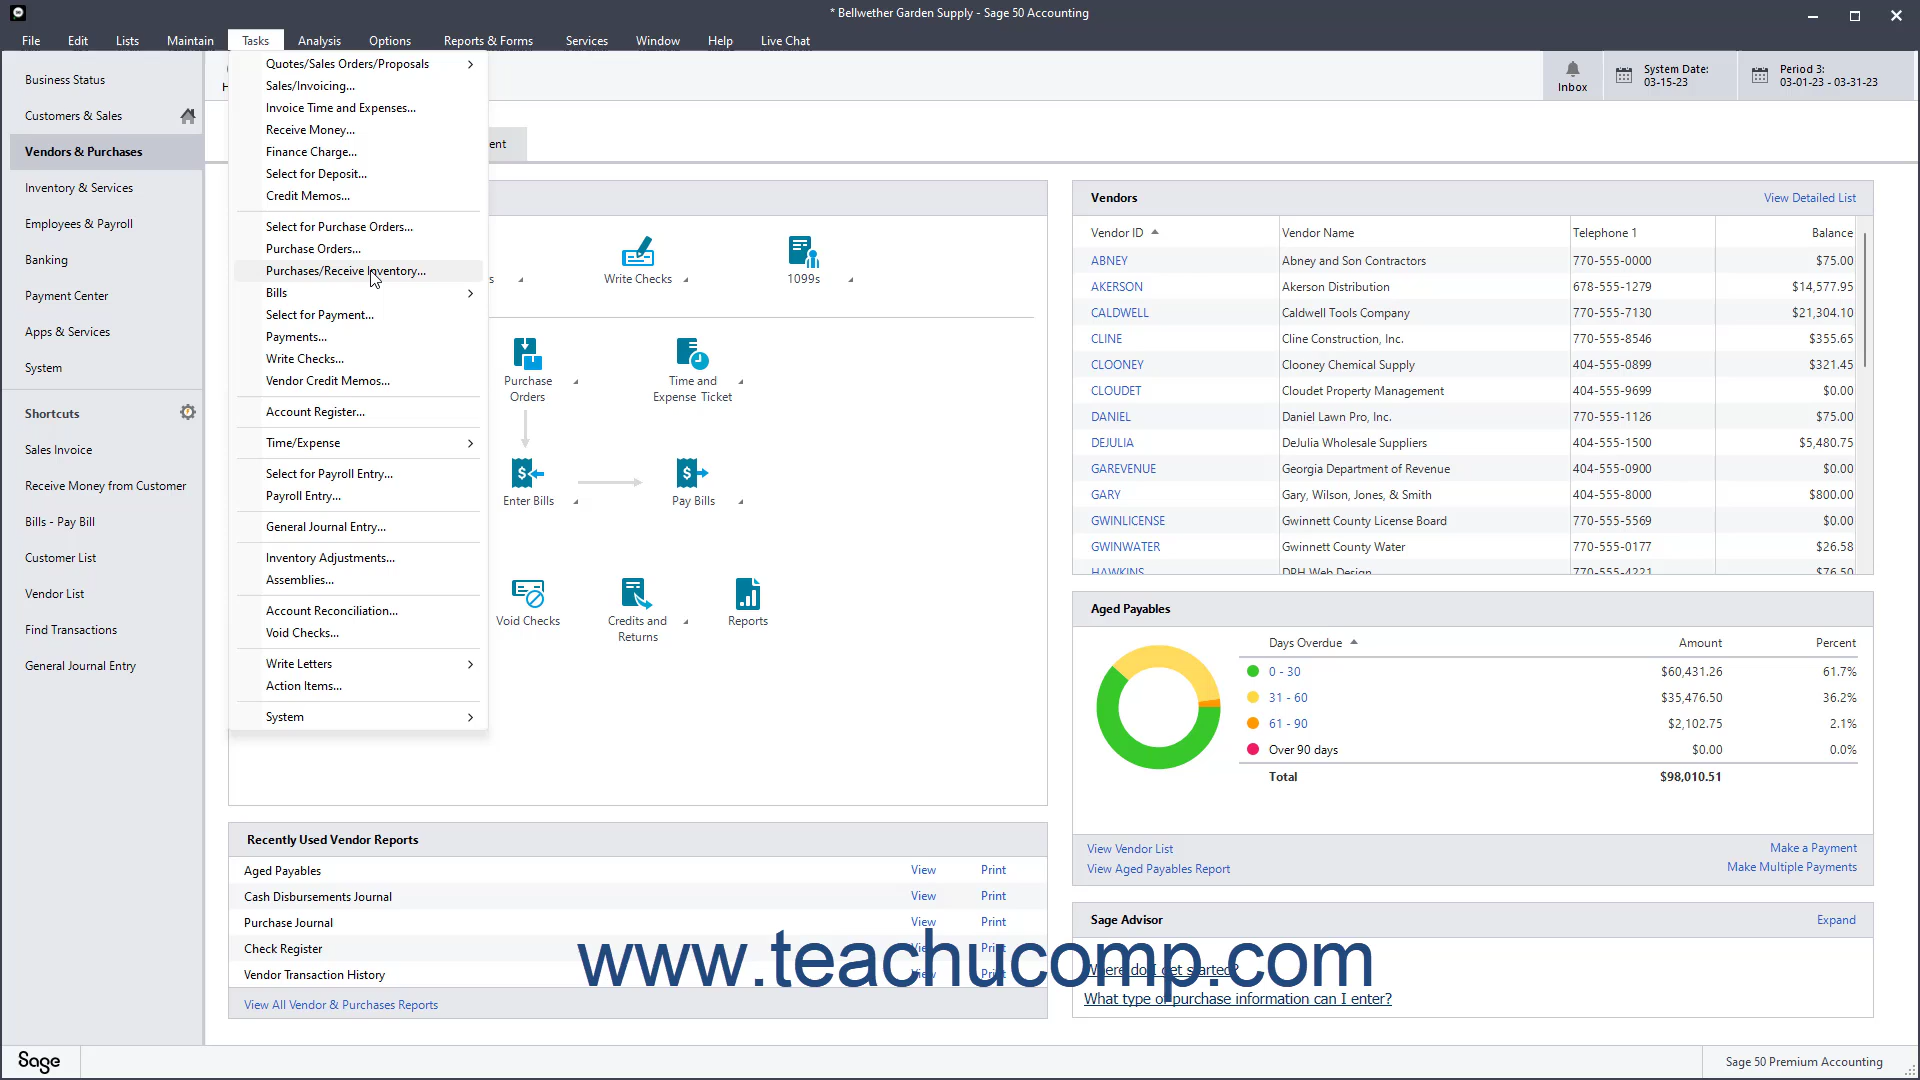 * Bellwether Garden Supply - Sage 50 Accounting
File Edit Lists Maintain Tasks Analysis Options Reports & Forms Services Window Help Live Chat
Business Status
Customers & Sales
Vendors & Purchases
Inventory & Services
Employees & Payroll
Banking
Payment Center
Apps & Services
System
Shortcuts
Sales Invoice
Receive Money from Customer
Bills - Pay Bill
Customer List
Vendor List
Find Transactions
General Journal Entry
Quotes/Sales Orders/Proposals
Sales/Invoicing...
Invoice Time and Expenses...
Receive Money...
Finance Charge...
Select for Deposit...
Credit Memos...
Select for Purchase Orders...
Purchase Orders...
Purchases/Receive Inventory...
Bills
Select for Payment...
Payments...
Write Checks...
Vendor Credit Memos...
Account Register...
Time/Expense
Select for Payroll Entry...
Payroll Entry...
General Journal Entry...
Inventory Adjustments...
Assemblies...
Account Reconciliation...
Void Checks...
Write Letters
Action Items...
System
Inbox
System Date:
03-15-23
Period 3:
03-01-23 - 03-31-23
ent
s
Write Checks
1099s
Purchase
Orders
Time and
Expense Ticket
Enter Bills
Pay Bills
Void Checks
Credits and
Returns
Reports
Vendors View Detailed List
Vendor ID Vendor Name Telephone 1 Balance
ABNEY Abney and Son Contractors 770-555-0000 $75.00
AKERSON Akerson Distribution 678-555-1279 $14,577.95
CALDWELL Caldwell Tools Company 770-555-7130 $21,304.10
CLINE Cline Construction, Inc. 770-555-8546 $355.65
CLOONEY Clooney Chemical Supply 404-555-0899 $321.45
CLOUDET Cloudet Property Management 404-555-9699 $0.00
DANIEL Daniel Lawn Pro, Inc. 770-555-1126 $75.00
DEJULIA DeJulia Wholesale Suppliers 404-555-1500 $5,480.75
GAREVENUE Georgia Department of Revenue 404-555-0900 $0.00
GARY Gary, Wilson, Jones, & Smith 404-555-8000 $800.00
GWINLICENSE Gwinnett County License Board 770-555-5569 $0.00
GWINWATER Gwinnett County Water 770-555-0177 $26.58
HAWKINS DPH Web Design 770-555-4221 $76.50
Aged Payables
Days Overdue Amount Percent
0 - 30 $60,431.26 61.7%
31 - 60 $35,476.50 36.2%
61 - 90 $2,102.75 2.1%
Over 90 days $0.00 0.0%
Total $98,010.51
View Vendor List Make a Payment
View Aged Payables Report Make Multiple Payments
Sage Advisor Expand
Where do I get started?
What type of purchase information can I enter?
Recently Used Vendor Reports
Aged Payables View Print
Cash Disbursements Journal View Print
Purchase Journal View Print
Check Register View Print
Vendor Transaction History View Print
View All Vendor & Purchases Reports
www.teachucomp.com
Sage
Sage 50 Premium Accounting